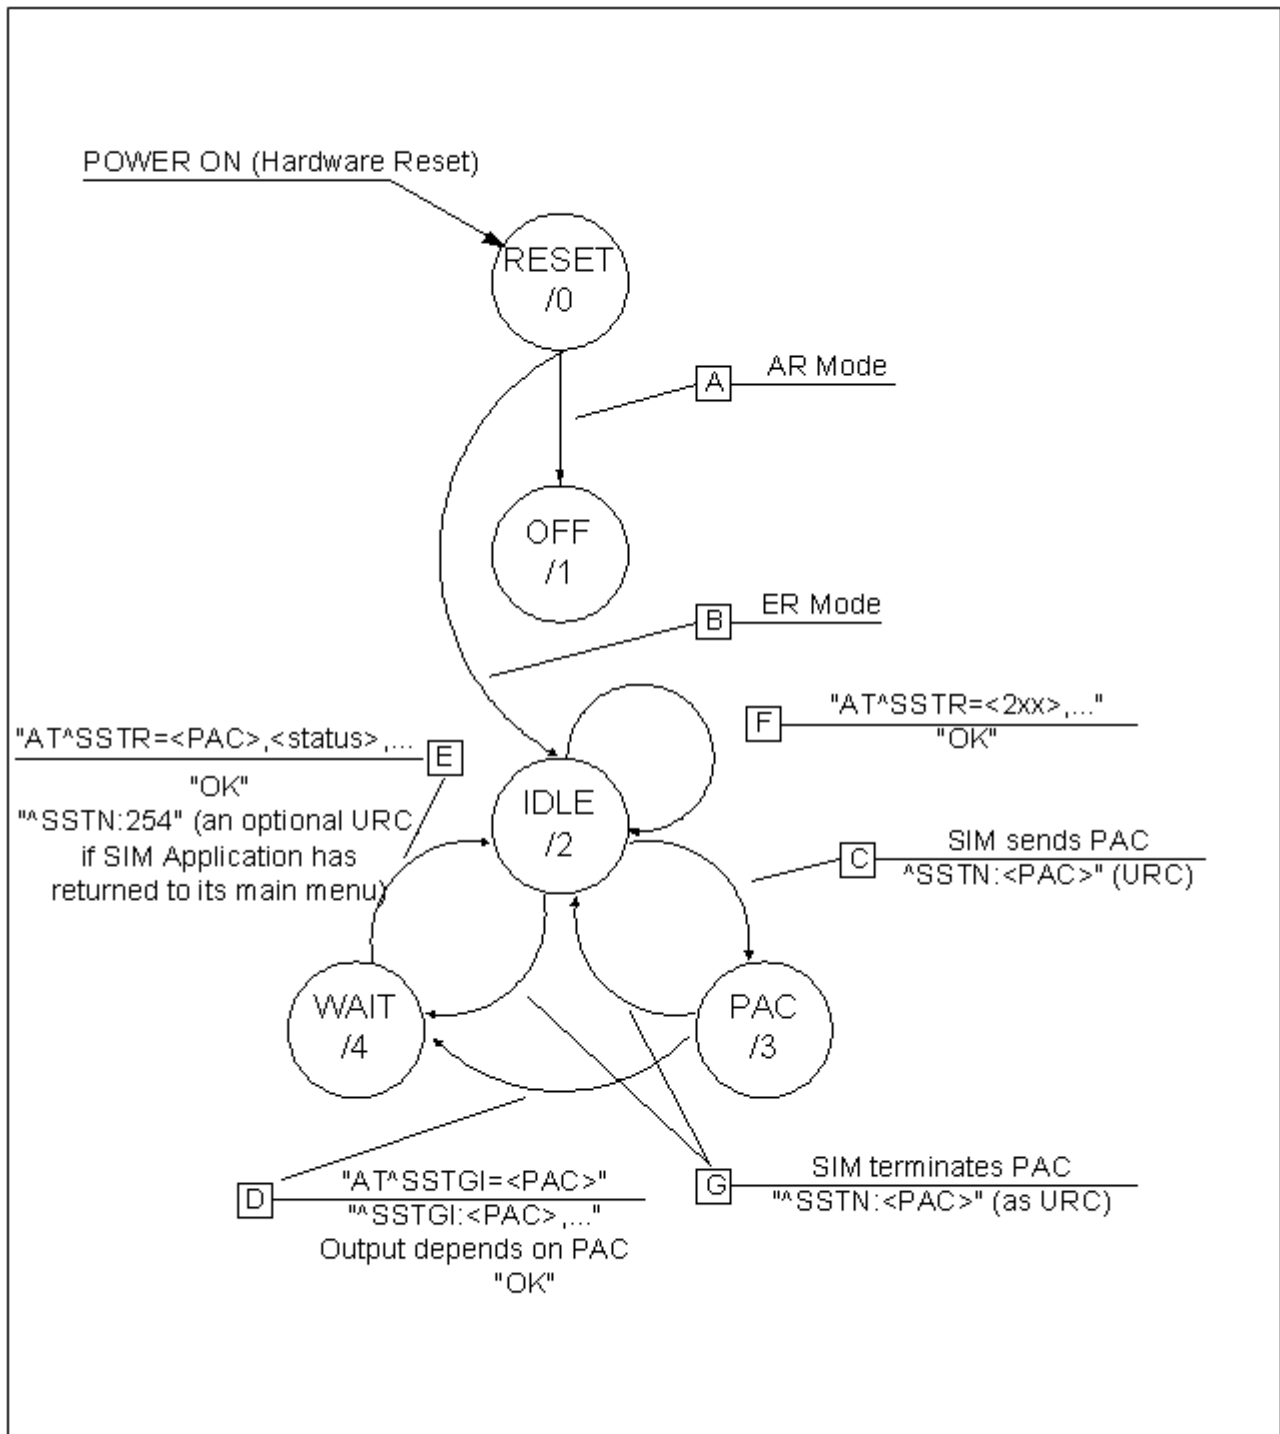 POWER ON (Hardware Reset)
RESET
/0
A
AR Mode
OFF
/1
B
ER Mode
"AT^SSTR=<PAC>,<status>,...
E
"OK"
"^SSTN:254" (an optional URC
if SIM Application has
returned to its main menu)
F
"AT^SSTR=<2xx>,..."
"OK"
IDLE
/2
C
SIM sends PAC
^SSTN:<PAC>" (URC)
WAIT
/4
PAC
/3
D
"AT^SSTGI=<PAC>"
"^SSTGI:<PAC>,..."
Output depends on PAC
"OK"
G
SIM terminates PAC
"^SSTN:<PAC>" (as URC)